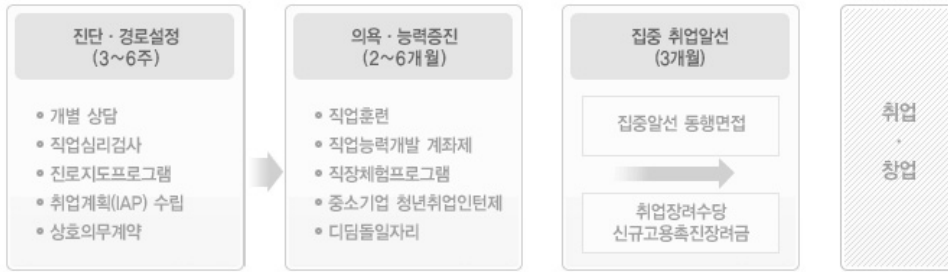 진단 · 경로설정
(3~6주)
• 개별 상담
• 직업심리검사
• 진로지도프로그램
• 취업계획(IAP) 수립
• 상호의무계약
의욕 · 능력증진
(2~6개월)
• 직업훈련
• 직업능력개발 계좌제
• 직장체험프로그램
• 중소기업 청년취업인턴제
• 디딤돌일자리
집중 취업알선
(3개월)
집중알선 동행면접
취업장려수당
신규고용촉진장려금
취업
·
창업